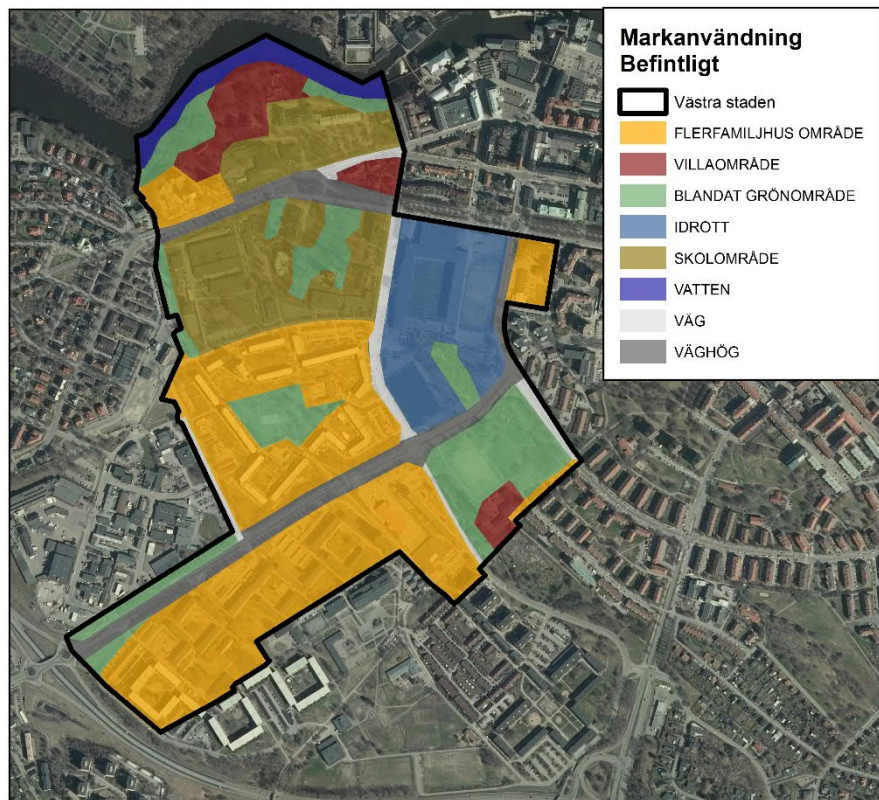 Markanvändning
Befintligt
Västra staden
FLERFAMILJHUS OMRÅDE
VILLAOMRÅDE
BLANDAT GRÖNOMRÅDE
IDROTT
SKOLOMRÅDE
VATTEN
VÄG
VÄGHÖG